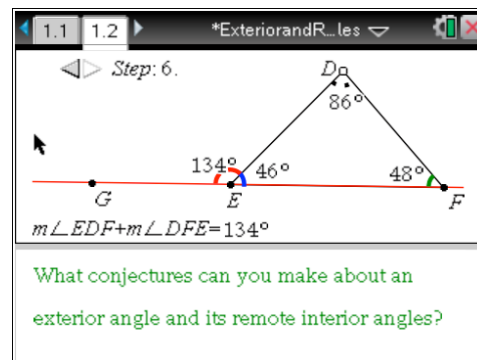 1.1 1.2 *ExteriorandR...les
Step: 6.
D
86°
134° 46° 48°
G E F
m∠EDF+m∠DFE=134°
What conjectures can you make about an
exterior angle and its remote interior angles?